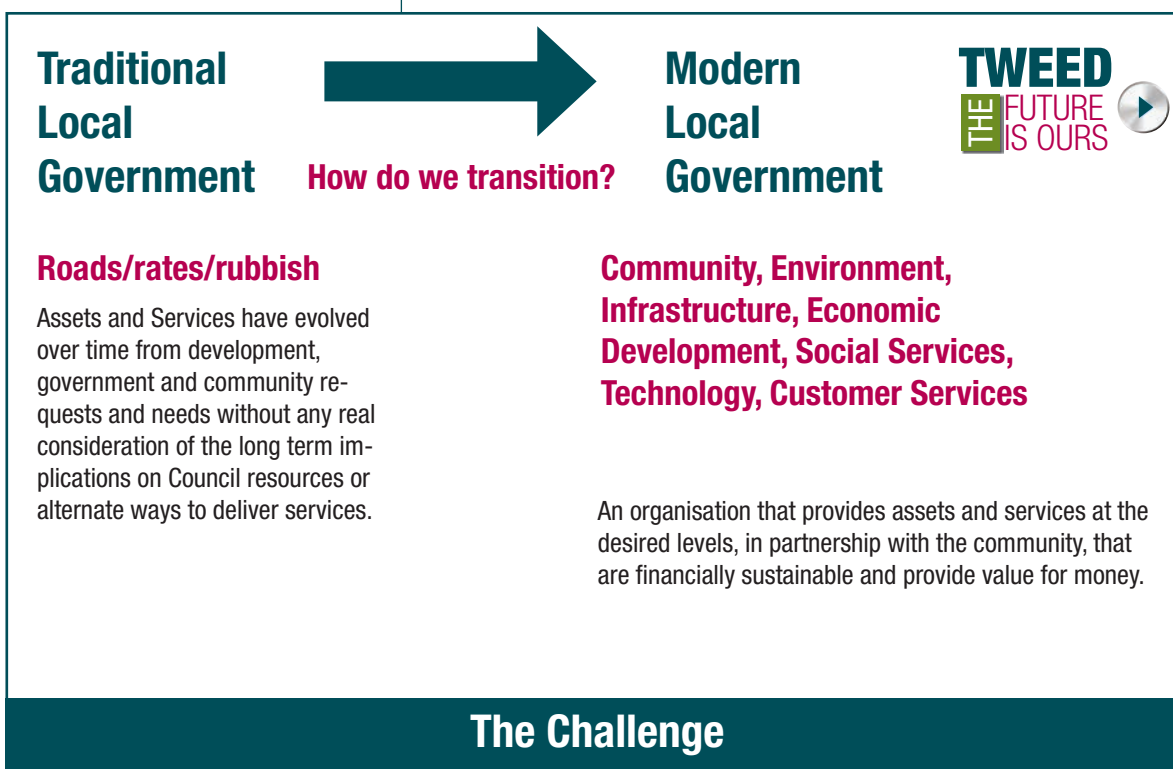 Traditional
Local
Government
How do we transition?
Modern
Local
Government
TWEED
THE
FUTURE
IS OURS
Roads/rates/rubbish
Assets and Services have evolved
over time from development,
government and community re-
quests and needs without any real
consideration of the long term im-
plications on Council resources or
alternate ways to deliver services.
Community, Environment,
Infrastructure, Economic
Development, Social Services,
Technology, Customer Services
An organisation that provides assets and services at the
desired levels, in partnership with the community, that
are financially sustainable and provide value for money.
The Challenge